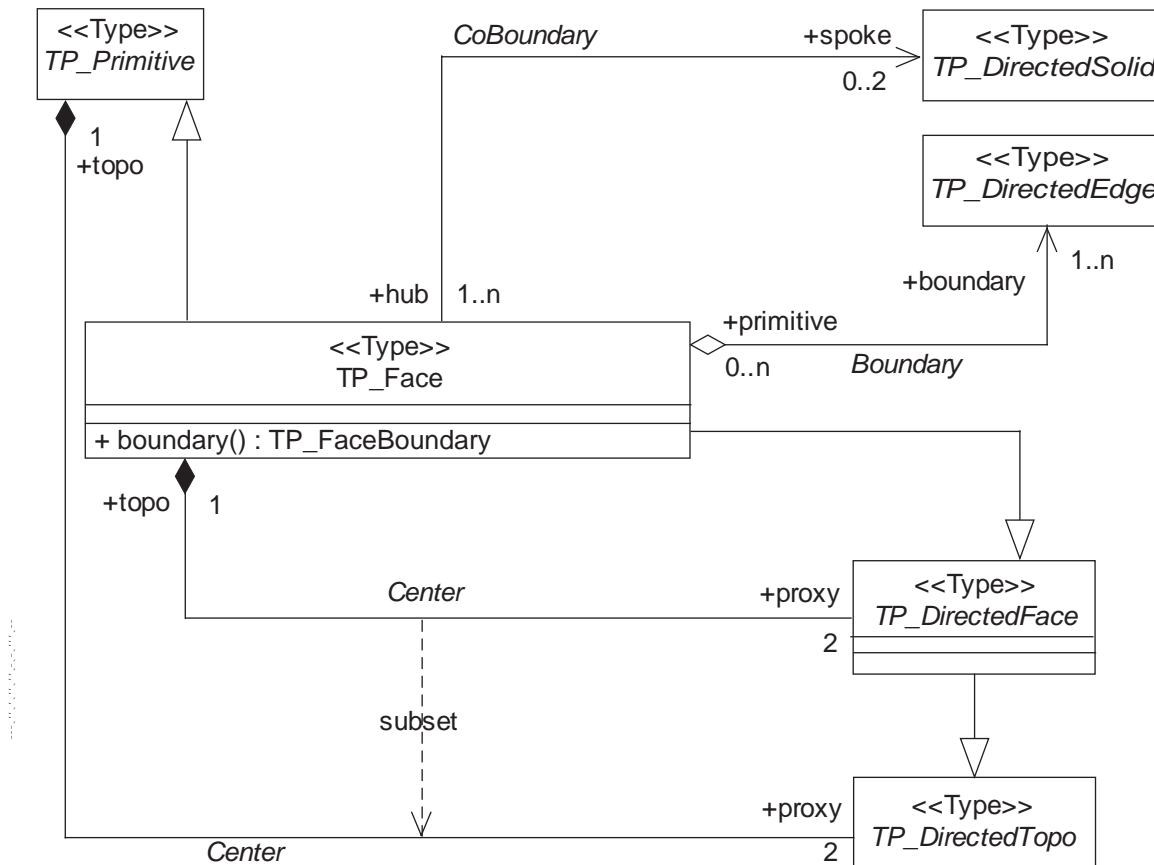 <<Type>>
TP_Primitive
CoBoundary
+spoke
0..2
<<Type>>
TP_DirectedSolid
1
+topo
<<Type>>
TP_DirectedEdge
1..n
+boundary
+hub
1..n
<<Type>>
TP_Face
+ boundary() : TP_FaceBoundary
+primitive
0..n
Boundary
+topo
1
Center
+proxy
2
<<Type>>
TP_DirectedFace
subset
+proxy
2
<<Type>>
TP_DirectedTopo
Center